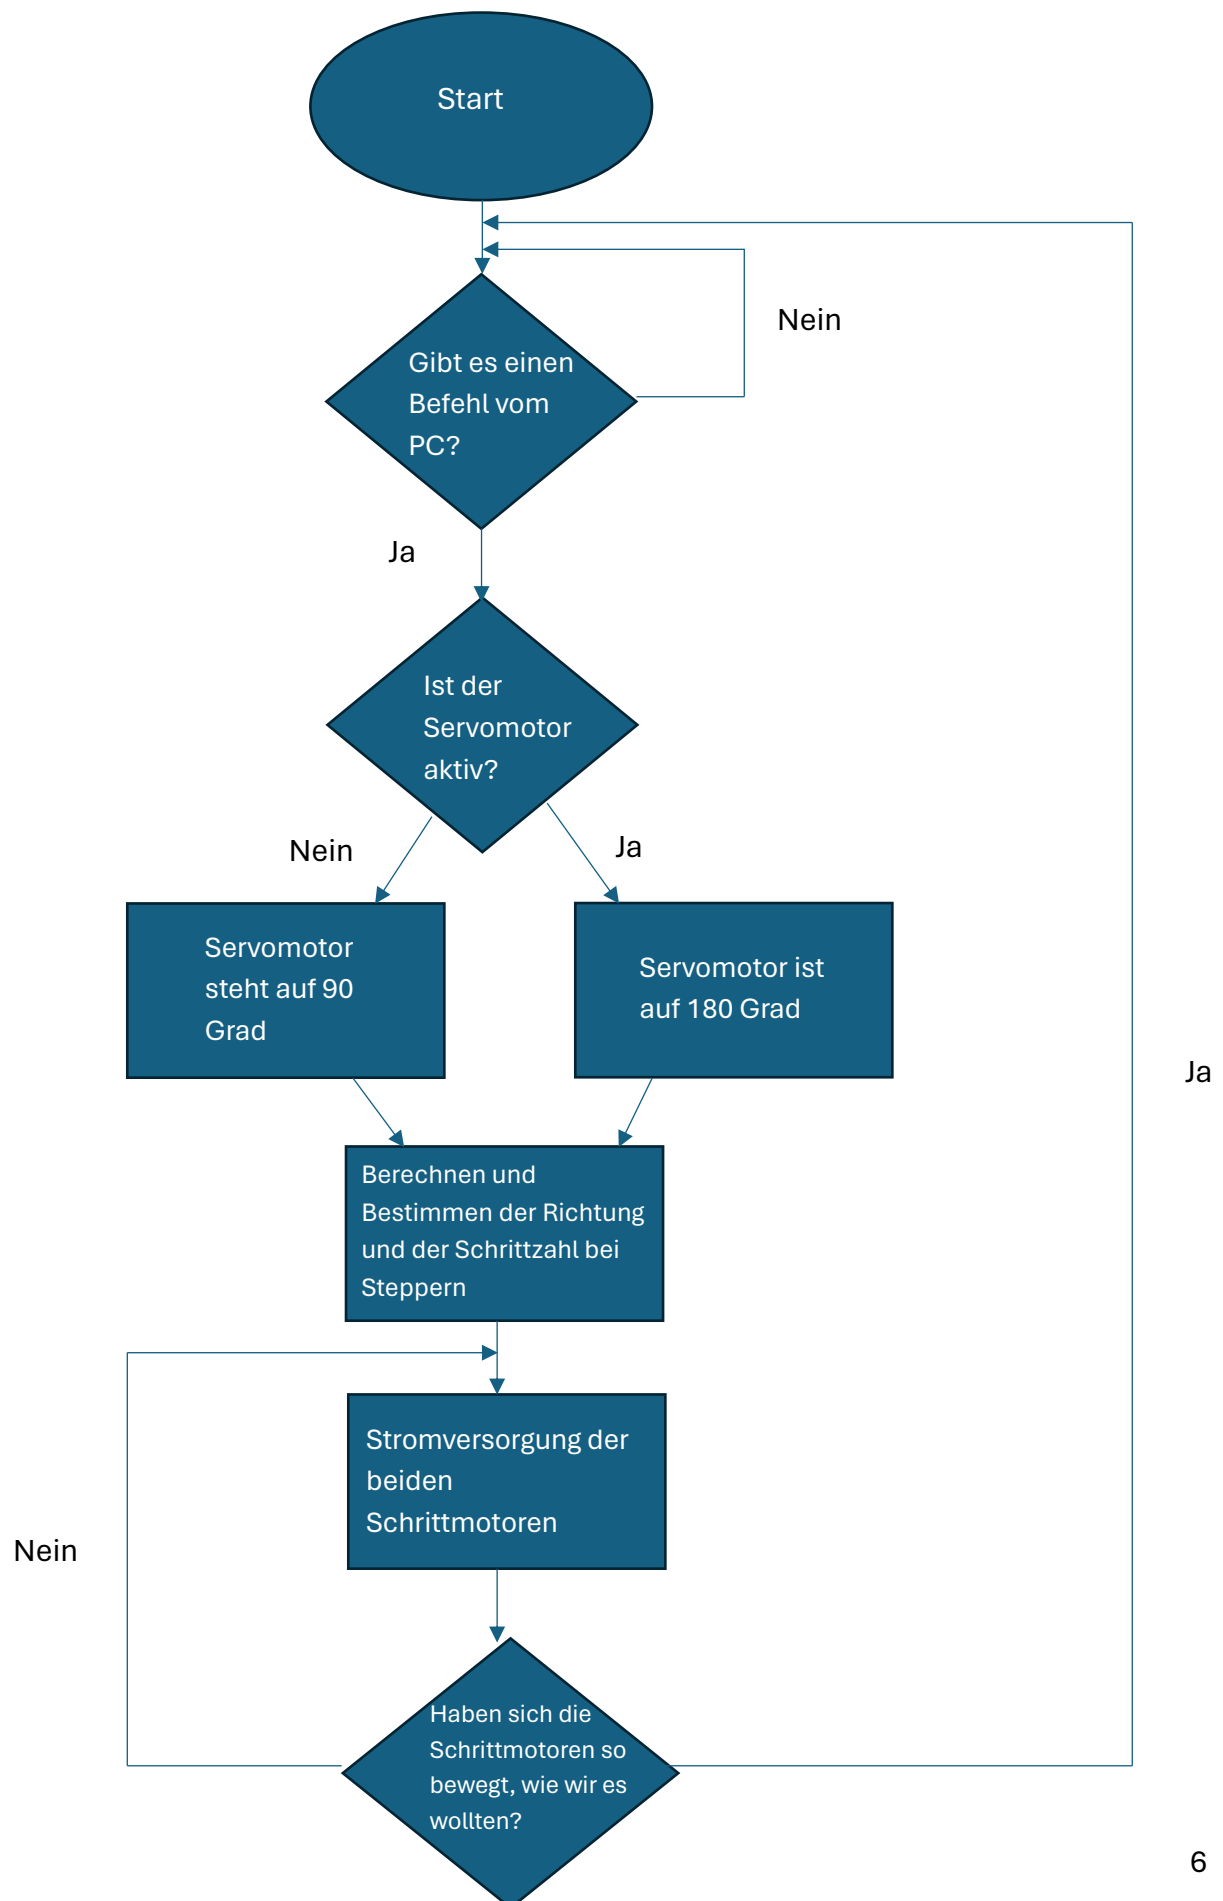 Start
Nein
Gibt es einen
Befehl vom
PC?
Ja
Ist der
Servomotor
aktiv?
Nein
Ja
Servomotor
steht auf 90
Grad
Servomotor ist
auf 180 Grad
Ja
Berechnen und
Bestimmen der Richtung
und der Schrittzahl bei
Steppern
Stromversorgung der
beiden
Schrittmotoren
Nein
Haben sich die
Schrittmotoren so
bewegt, wie wir es
wollten?
6